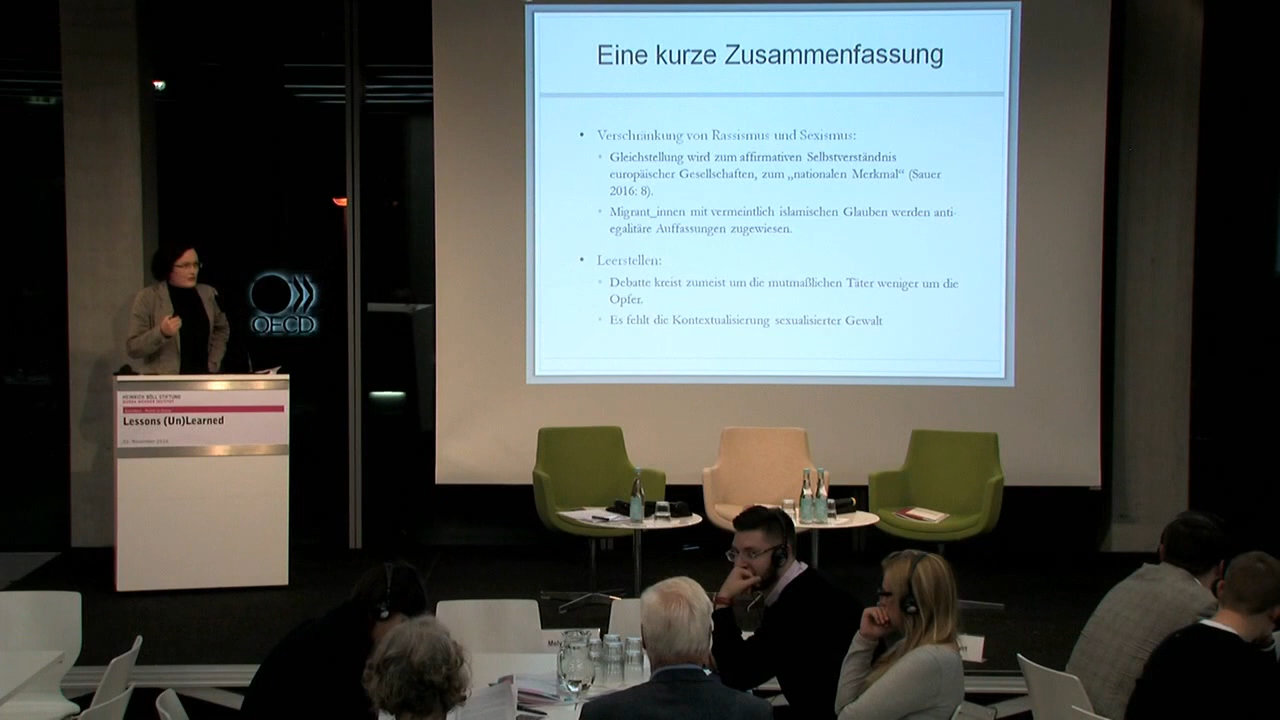 Eine kurze Zusammenfassung
• Verschränkung von Rassismus und Sexismus:
• Gleichstellung wird zum affirmativen Selbstverständnis
europäischer Gesellschaften, zum „nationalen Merkmal“ (Sauer
2016: 8).
• Migrant_innen mit vermeintlich islamischen Glauben werden anti-
egalitäre Auffassungen zugewiesen.
• Leerstellen:
• Debatte kreist zumeist um die mutmaßlichen Täter weniger um die
Opfer.
• Es fehlt die Kontextualisierung sexualisierter Gewalt
OECD
HEINRICH BÖLL STIFTUNG
Lessons (Un)Learned